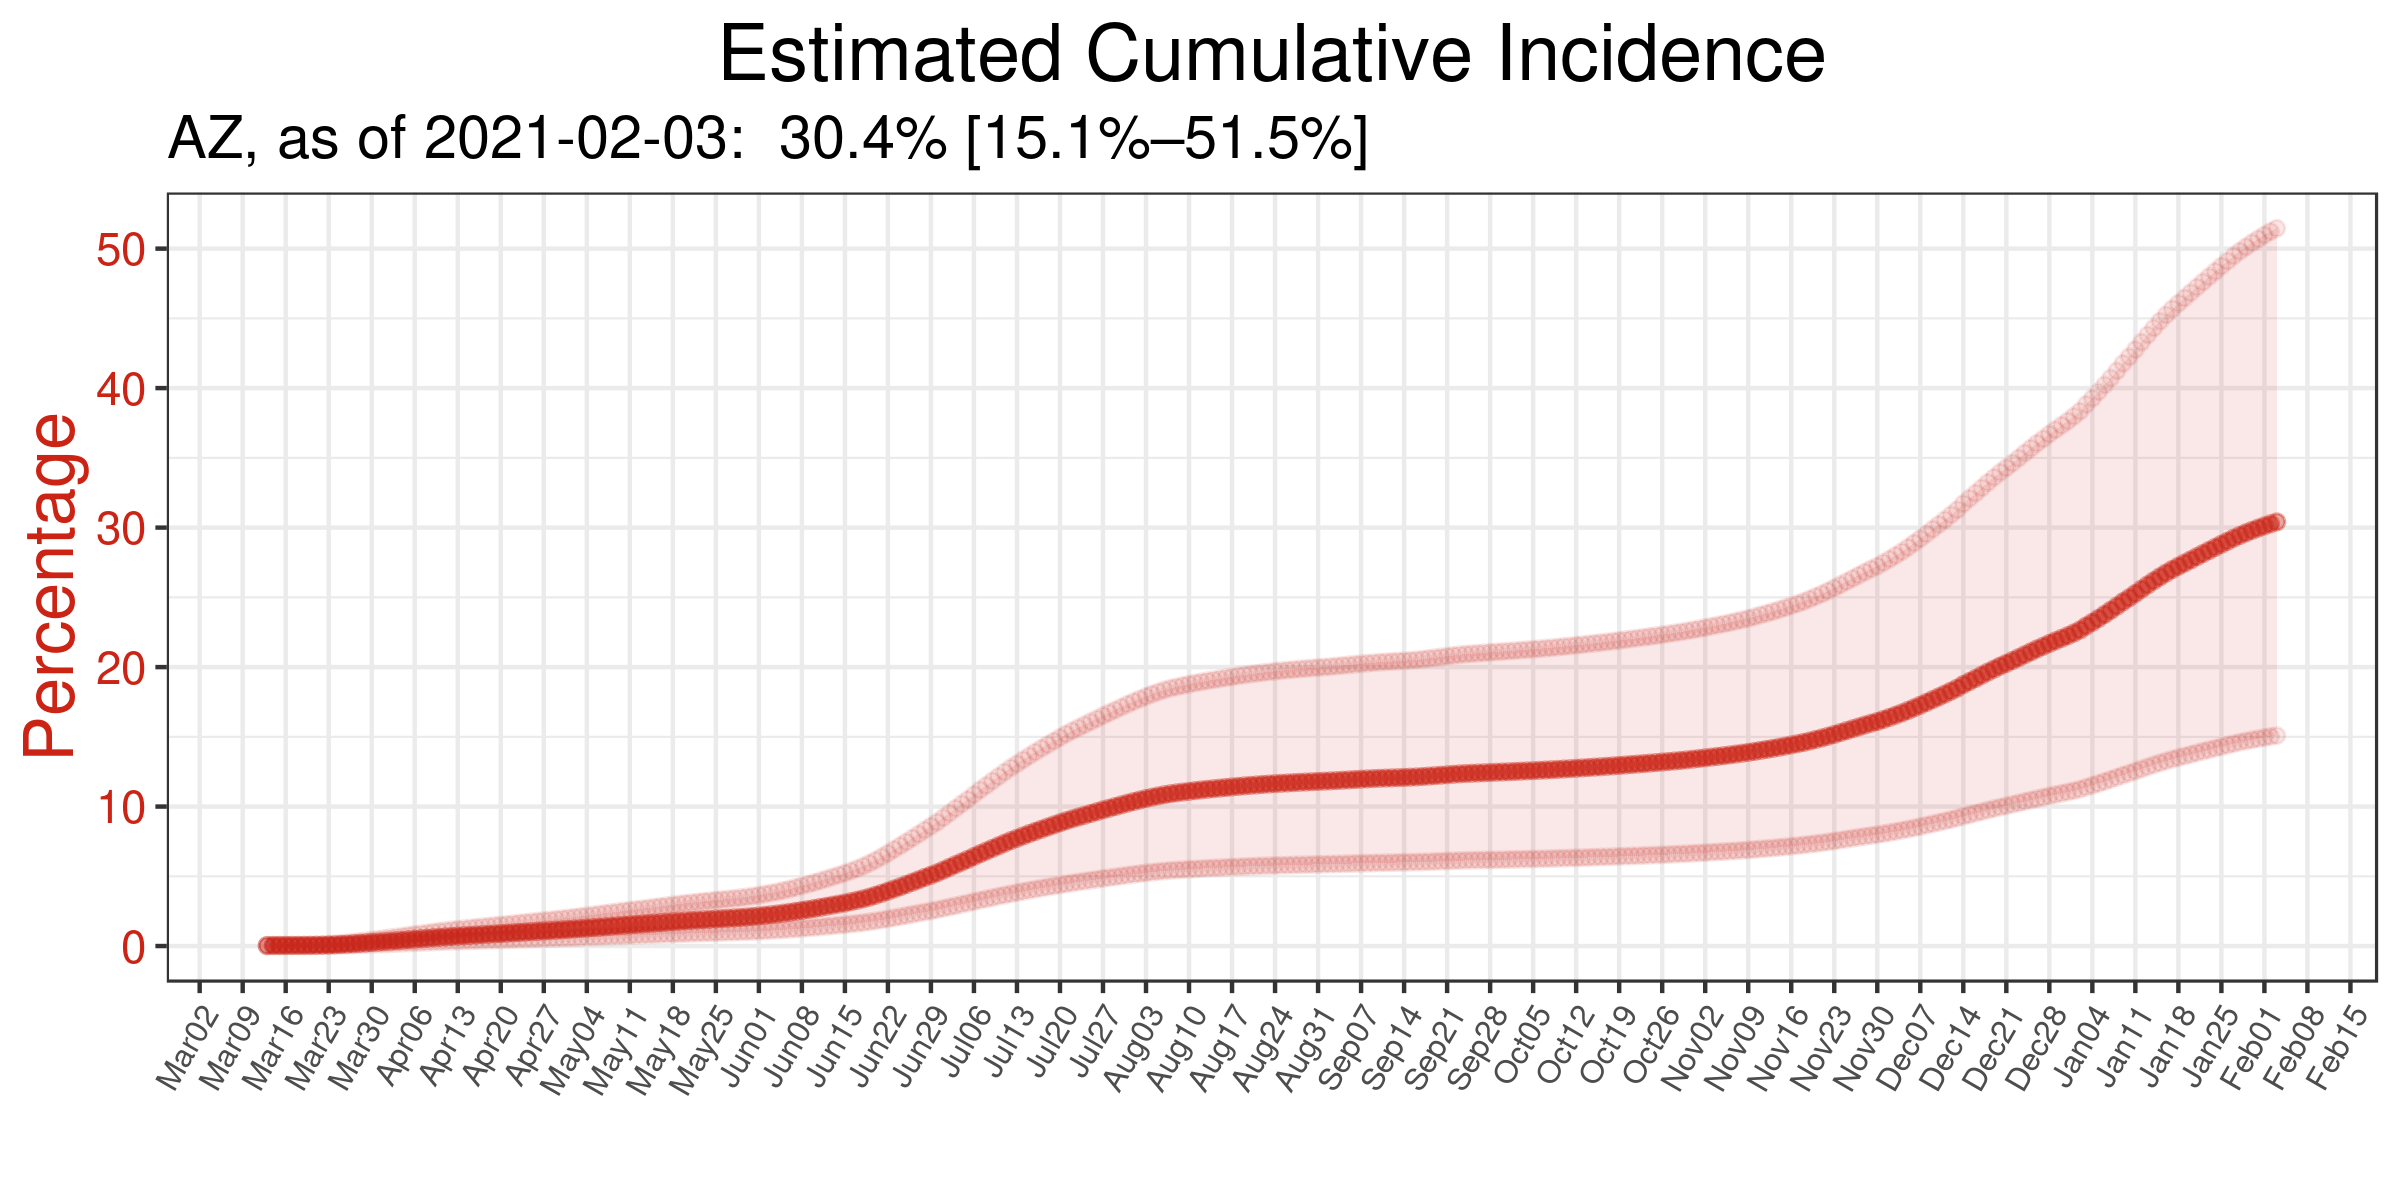 Estimated Cumulative Incidence
AZ, as of 2021-02-03:  30.4% [15.1%–51.5%]
Percentage
50
40
30
20
10
0
Mar02
Mar09
Mar16
Mar23
Mar30
Apr06
Apr13
Apr20
Apr27
May04
May11
May18
May25
Jun01
Jun08
Jun15
Jun22
Jun29
Jul06
Jul13
Jul20
Jul27
Aug03
Aug10
Aug17
Aug24
Aug31
Sep07
Sep14
Sep21
Sep28
Oct05
Oct12
Oct19
Oct26
Nov02
Nov09
Nov16
Nov23
Nov30
Dec07
Dec14
Dec21
Dec28
Jan04
Jan11
Jan18
Jan25
Feb01
Feb08
Feb15